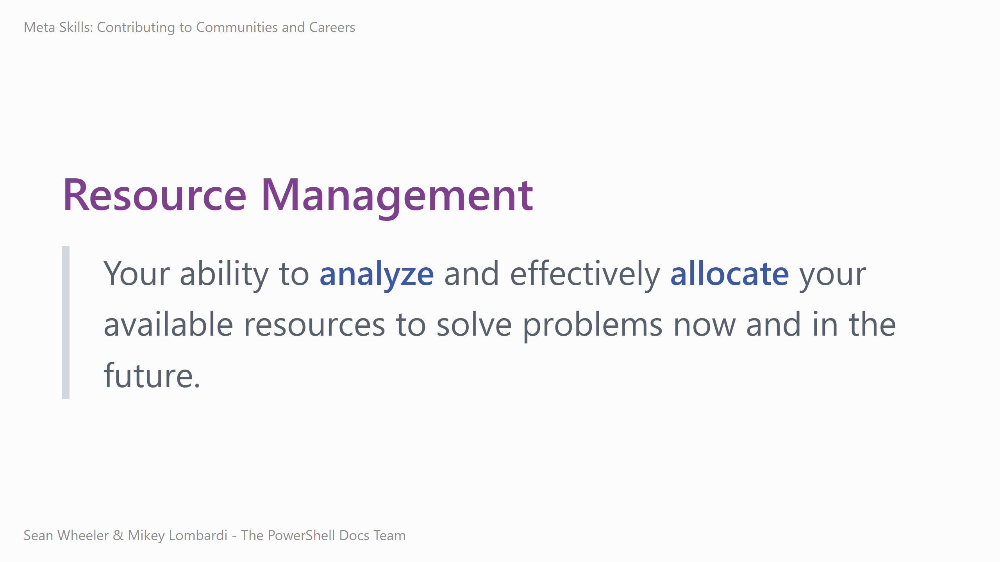 Meta Skills: Contributing to Communities and Careers
Resource Management
Your ability to analyze and effectively allocate your
available resources to solve problems now and in the
future.
Sean Wheeler & Mikey Lombardi - The PowerShell Docs Team